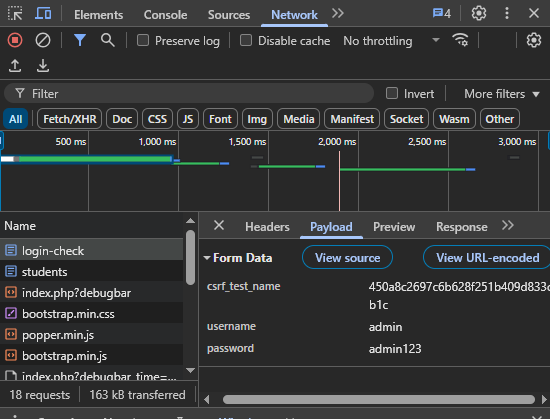 Elements Console Sources Network 4
Preserve log Disable cache No throttling
Filter Invert More filters
All Fetch/XHR Doc CSS JS Font Img Media Manifest Socket Wasm Other
500 ms 1,000 ms 1,500 ms 2,000 ms 2,500 ms 3,000 ms
Name
login-check
students
index.php?debugbar
bootstrap.min.css
popper.min.js
bootstrap.min.js
index.php?debugbar_time=...
Headers Payload Preview Response
Form Data View source View URL-encoded
csrf_test_name 450a8c2697c6b628f251b409d833c
b1c
username admin
password admin123
18 requests 163 kB transferred